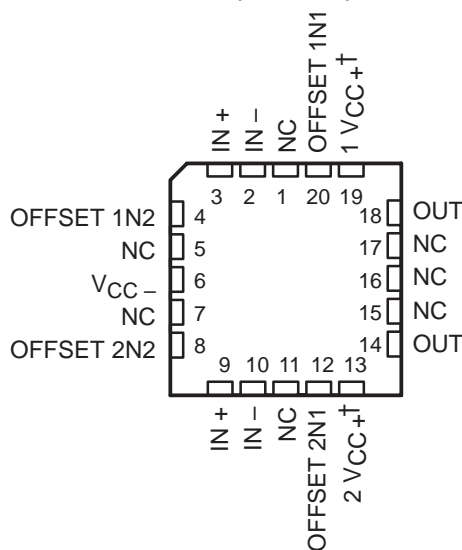 IN +
IN –
NC
OFFSET 1N1
1 VCC+†
3
2
1
20
19
OFFSET 1N2
4
18
OUT
NC
5
17
NC
VCC –
6
16
NC
NC
7
15
NC
OFFSET 2N2
8
14
OUT
9
10
11
12
13
IN +
IN –
NC
OFFSET 2N1
2 VCC+†